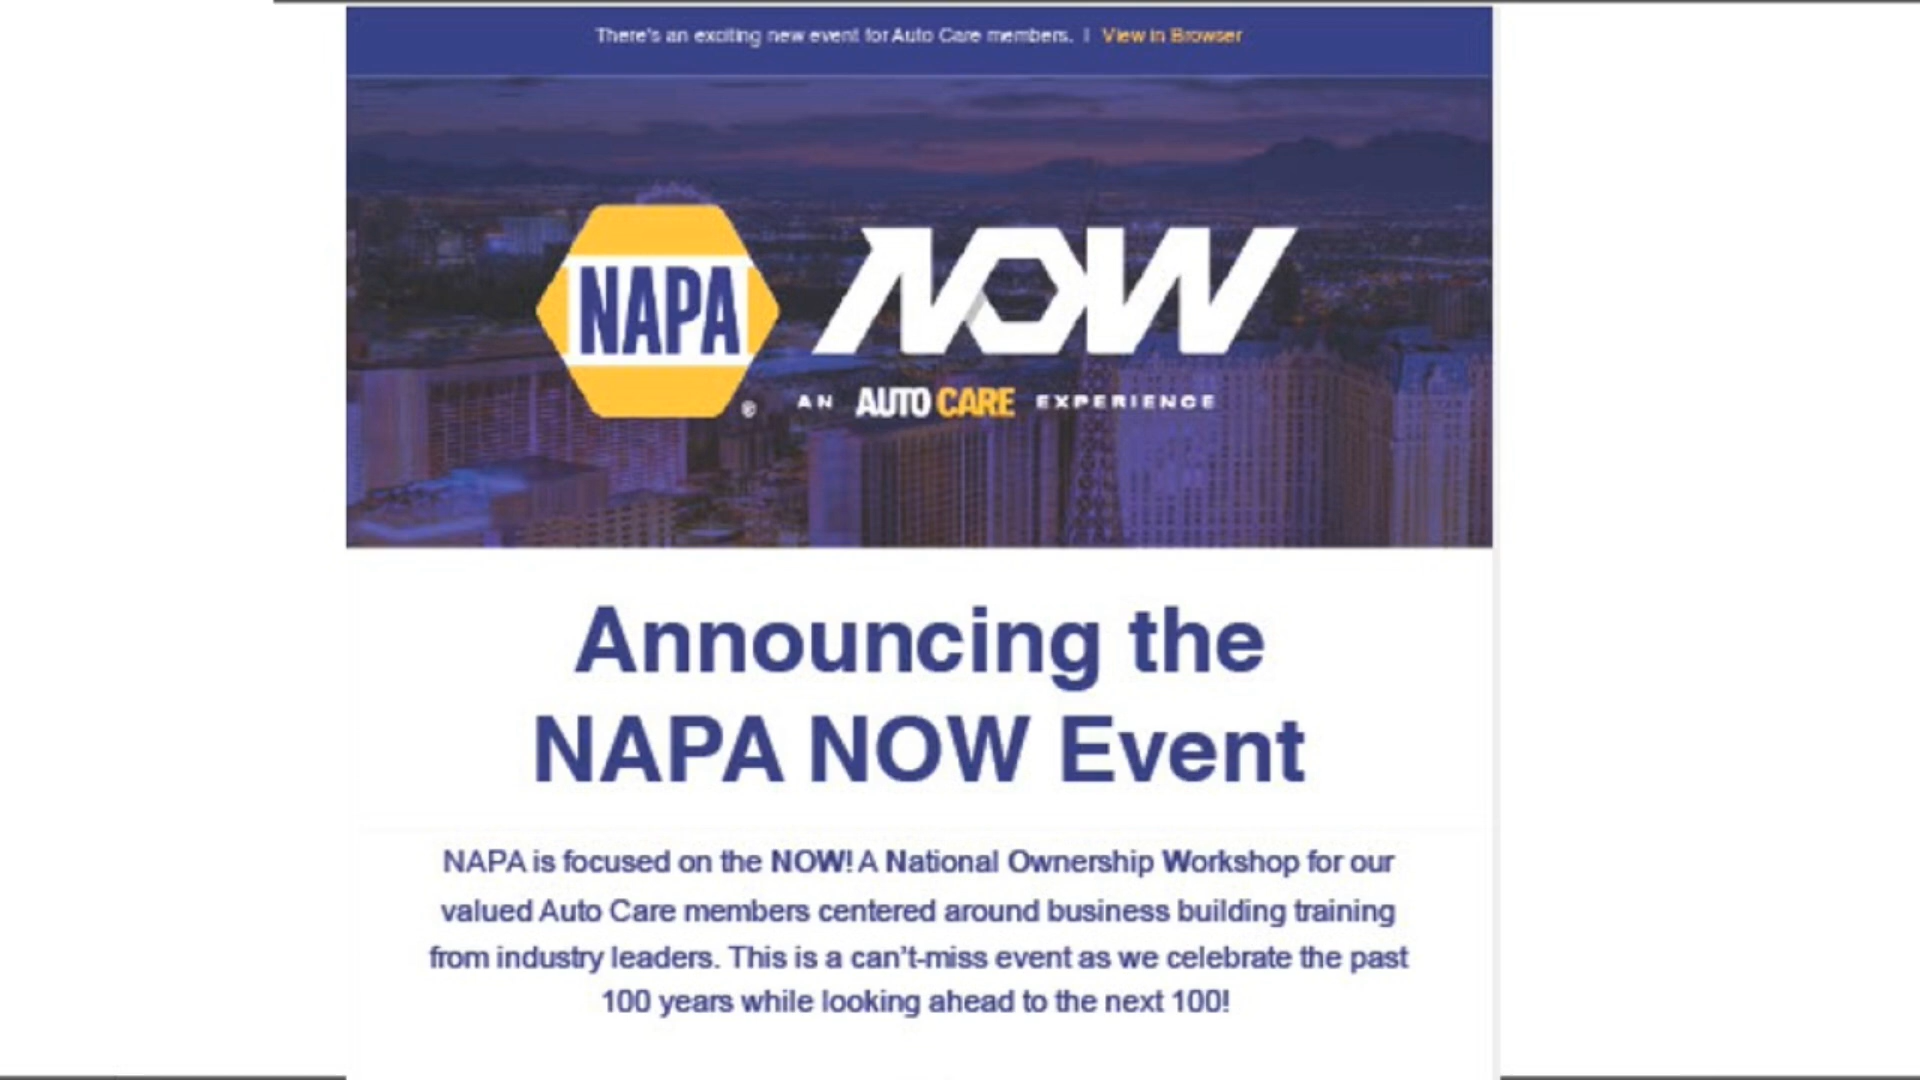 There's an exciting new event for Auto Care members. | View in Browser
NAPA NOW
® AN AUTO CARE EXPERIENCE
Announcing the
NAPA NOW Event
NAPA is focused on the NOW! A National Ownership Workshop for our
valued Auto Care members centered around business building training
from industry leaders. This is a can't-miss event as we celebrate the past
100 years while looking ahead to the next 100!